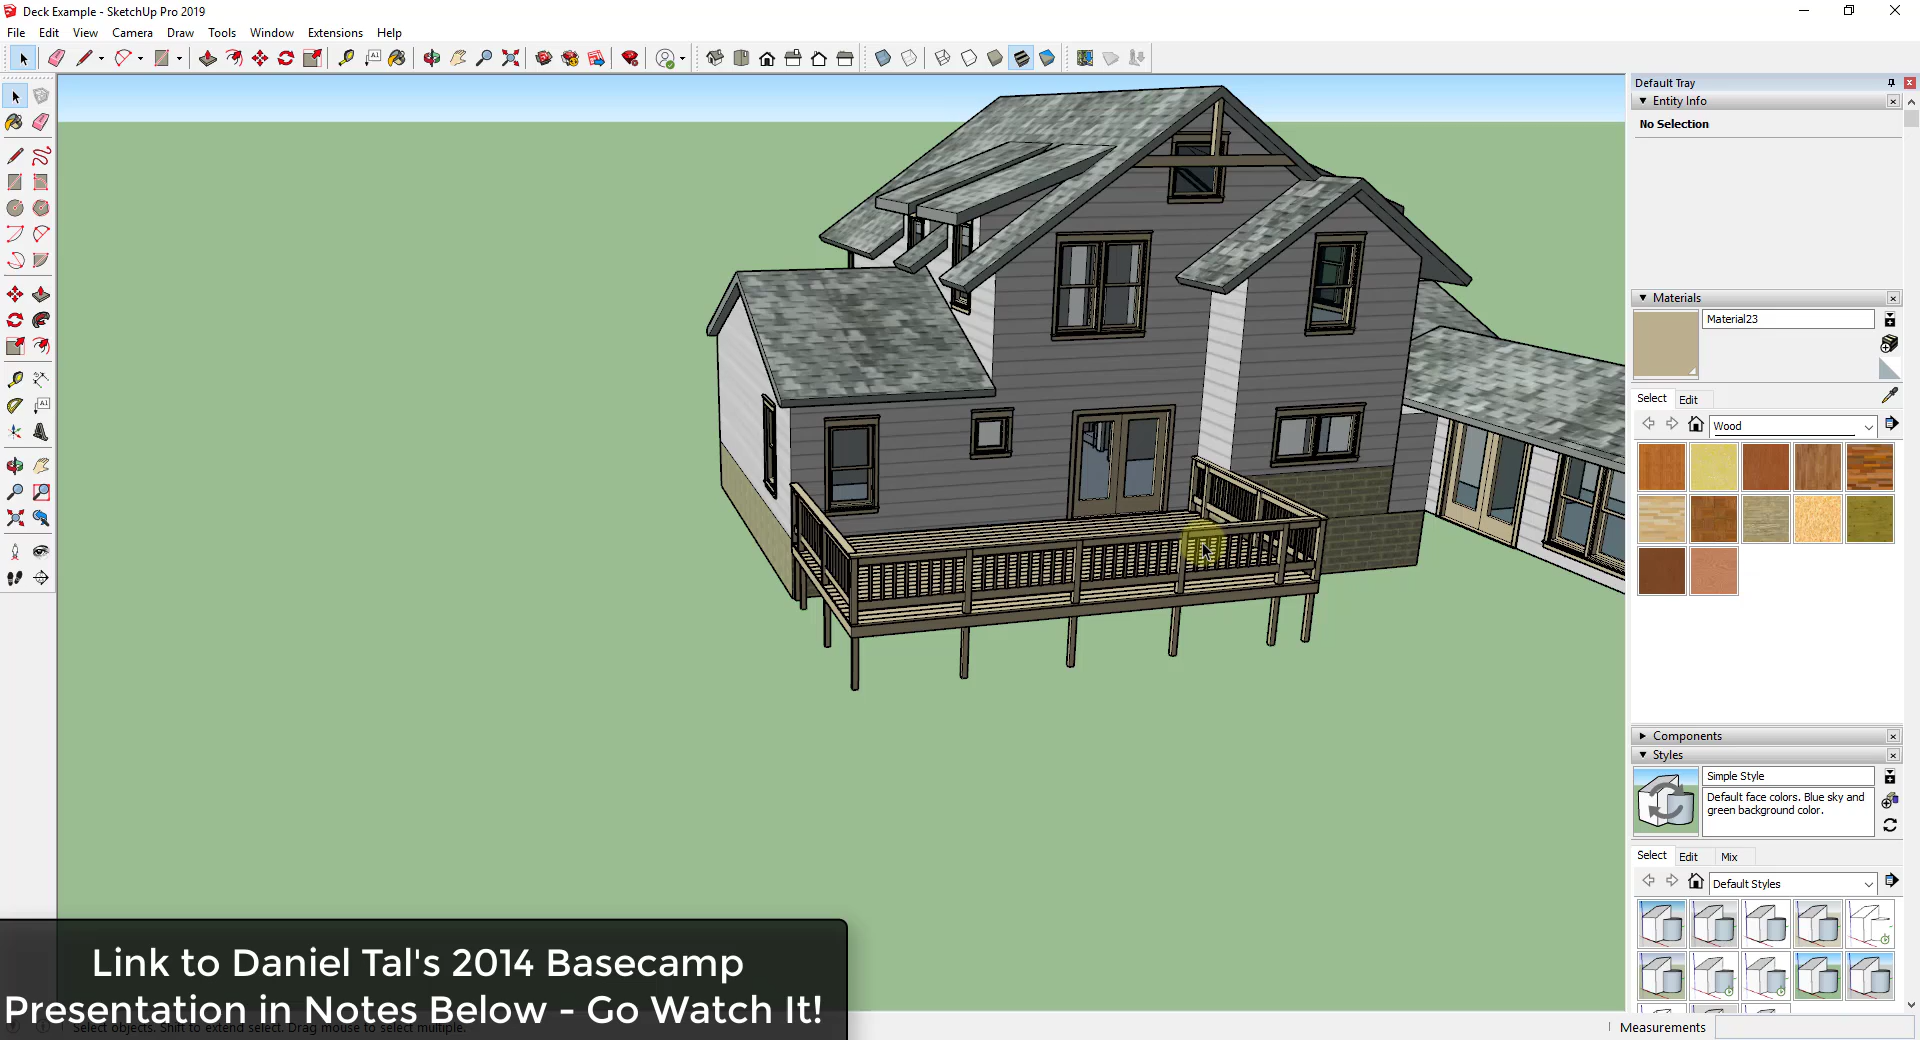 Deck Example - SketchUp Pro 2019
File Edit View Camera Draw Tools Window Extensions Help
Default Tray
Entity Info
No Selection
Materials
Material23
Select Edit
Wood
Components
Styles
Simple Style
Default face colors. Blue sky and
green background color.
Select Edit Mix
Default Styles
Link to Daniel Tal's 2014 Basecamp
Presentation in Notes Below - Go Watch It!
Select objects. Shift to extend select. Drag mouse to select multiple.
Measurements